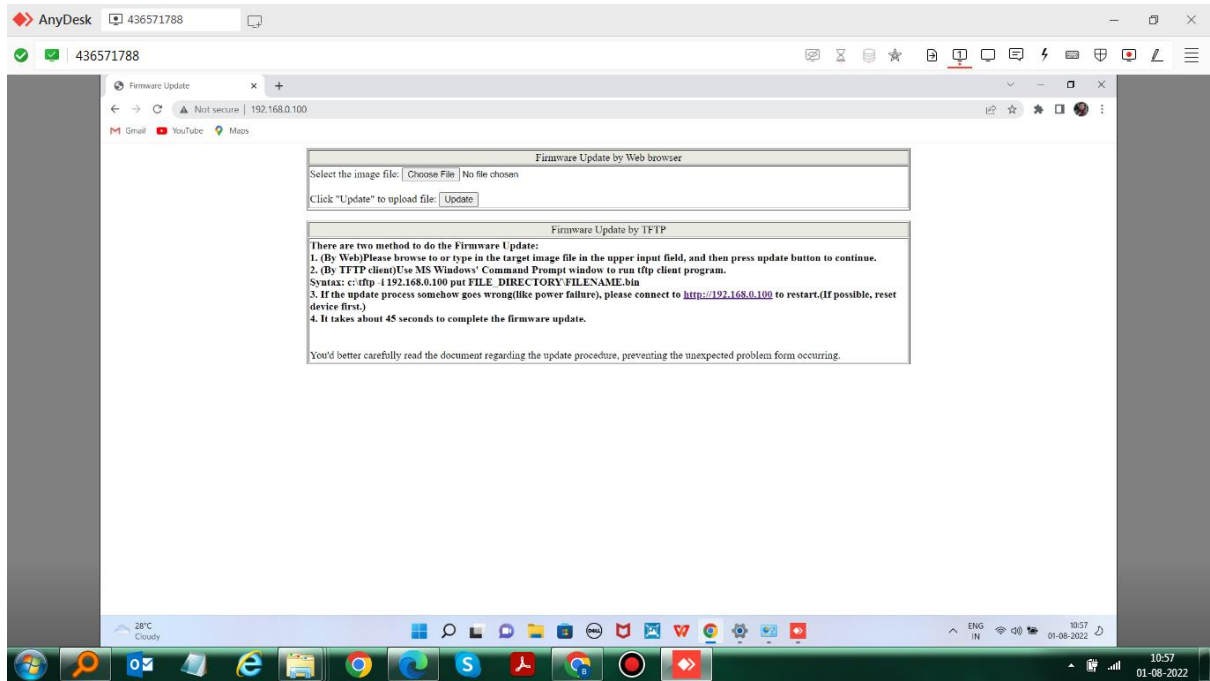 AnyDesk 436571788
436571788
1
Firmware Update
Not secure | 192.168.0.100
Gmail YouTube Maps
Firmware Update by Web browser
Select the image file: Choose File No file chosen
Click "Update" to upload file: Update
Firmware Update by TFTP
There are two method to do the Firmware Update:
1. (By Web)Please browse to or type in the target image file in the upper input field, and then press update button to continue.
2. (By TFTP client)Use MS Windows' Command Prompt window to run tftp client program.
Syntax: c:\tftp -i 192.168.0.100 put FILE_DIRECTORY\FILENAME.bin
3. If the update process somehow goes wrong(like power failure), please connect to http://192.168.0.100 to restart.(If possible, reset
device first.)
4. It takes about 45 seconds to complete the firmware update.
You'd better carefully read the document regarding the update procedure, preventing the unexpected problem form occurring.
28°C
Cloudy
DELL
ENG
IN
10:57
01-08-2022
10:57
01-08-2022